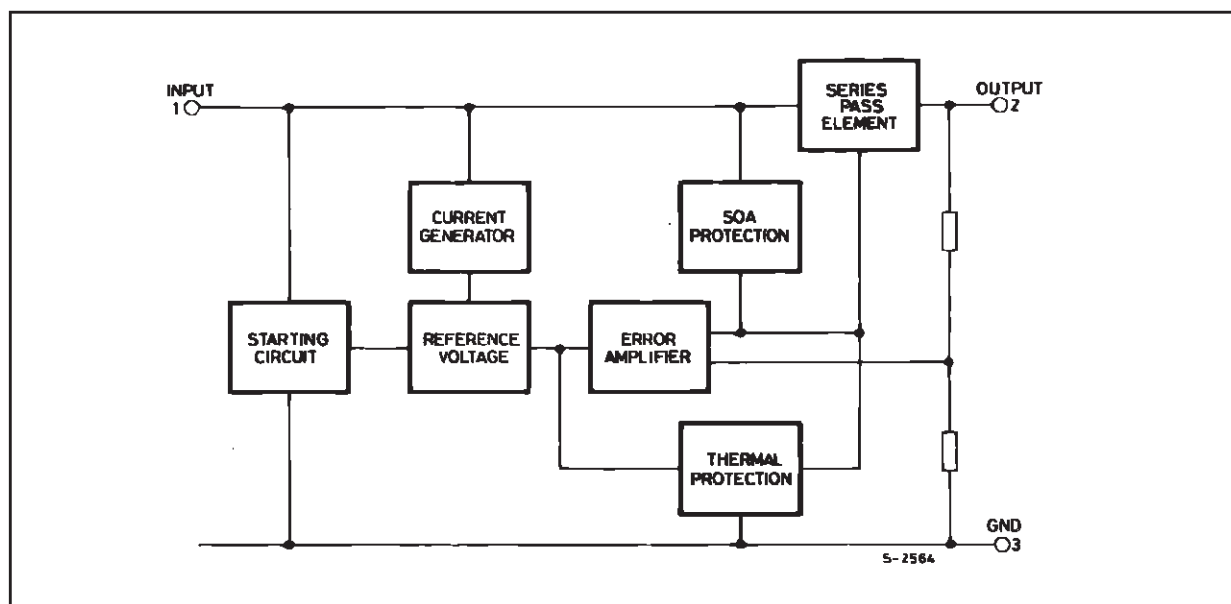 INPUT
1
SERIES
PASS
ELEMENT
OUTPUT
2
CURRENT
GENERATOR
SOA
PROTECTION
STARTING
CIRCUIT
REFERENCE
VOLTAGE
ERROR
AMPLIFIER
THERMAL
PROTECTION
GND
3
S-2564